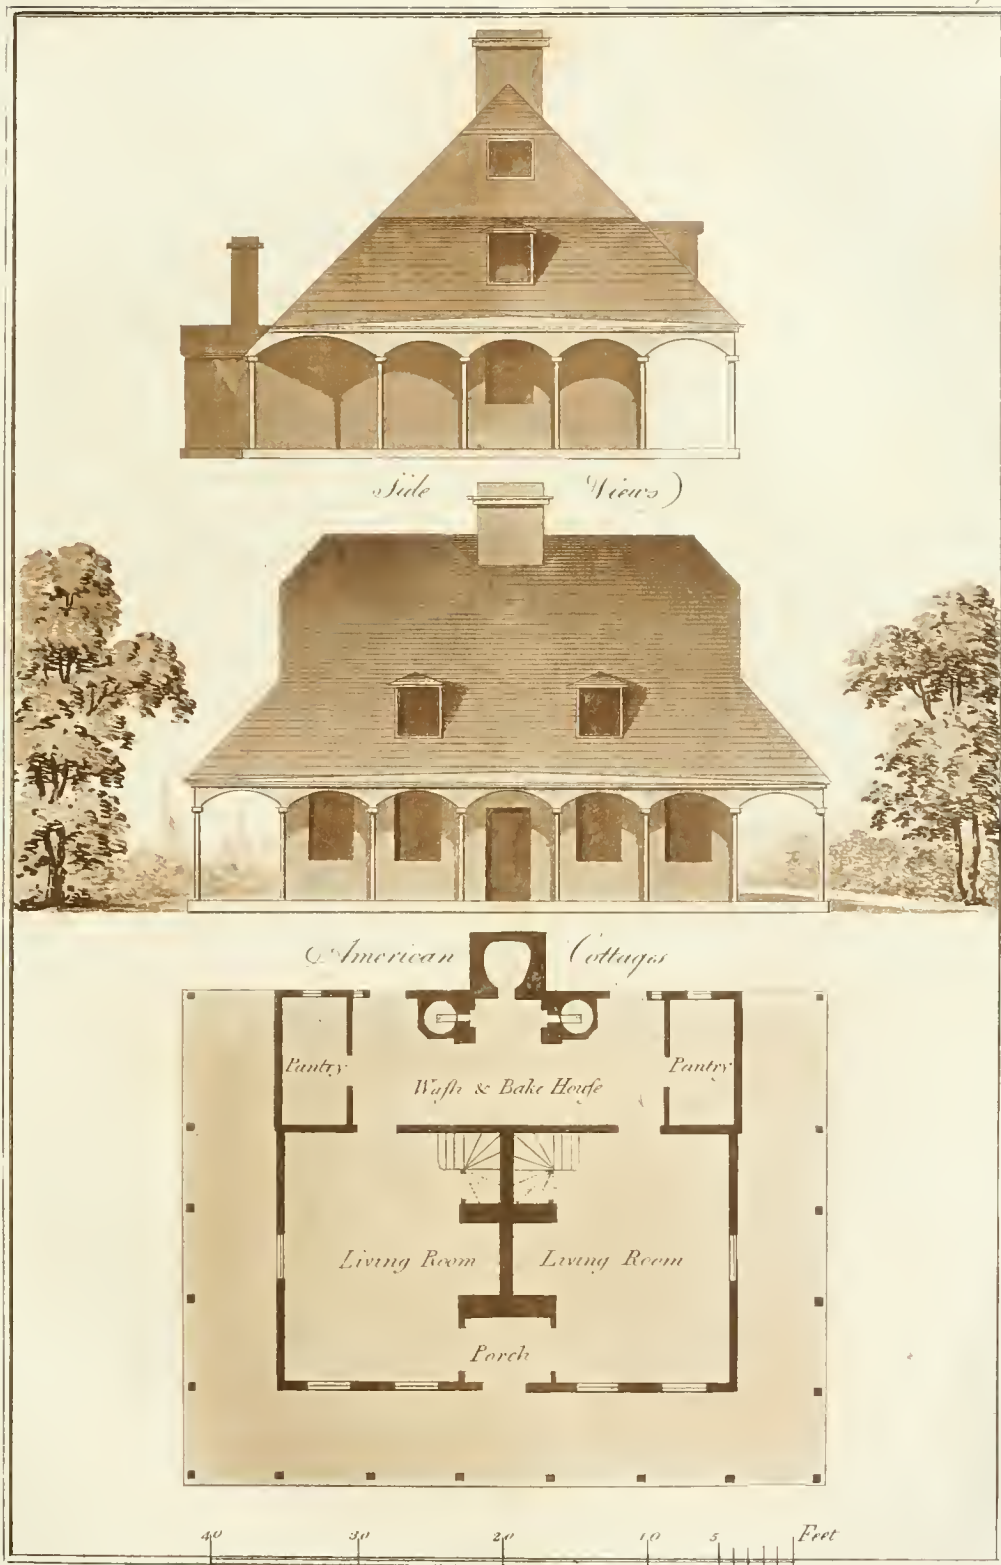 Side Views)
American Cottages
Pantry
Pantry
Wash & Bake House
Living Room Living Room
Porch
40 30 20 10 5 Feet